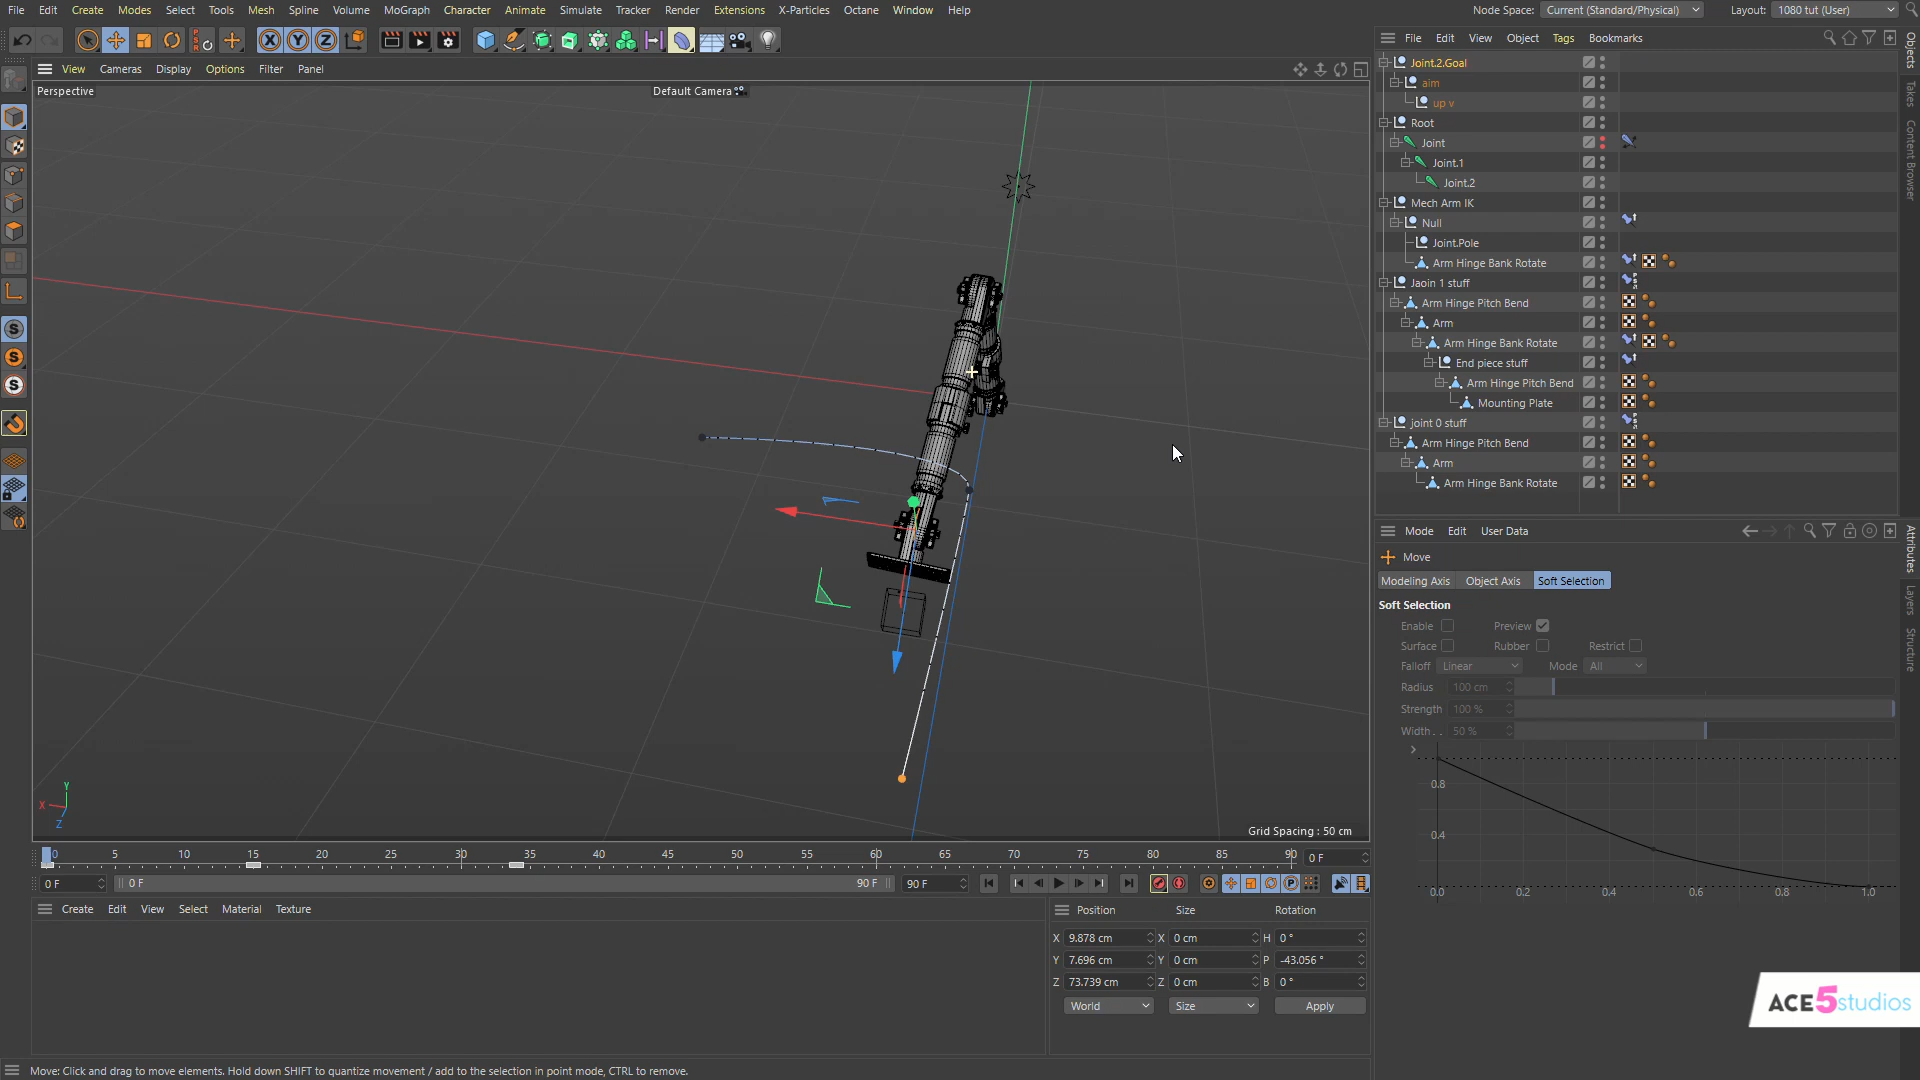 File Edit Create Modes Select Tools Mesh Spline Volume MoGraph Character Animate Simulate Tracker Render Extensions X-Particles Octane Window Help Node Space: Current (Standard/Physical) Layout: 1080 tut (User)
View Cameras Display Options Filter Panel
Perspective Default Camera
Grid Spacing : 50 cm
X Y Z
File Edit View Object Tags Bookmarks
Joint.2.Goal
aim
up v
Root
Joint
Joint.1
Joint.2
Mech Arm IK
Null
Joint.Pole
Arm Hinge Bank Rotate
Jaoin 1 stuff
Arm Hinge Pitch Bend
Arm
Arm Hinge Bank Rotate
End piece stuff
Arm Hinge Pitch Bend
Mounting Plate
joint 0 stuff
Arm Hinge Pitch Bend
Arm
Arm Hinge Bank Rotate
Objects
Takes
Content Browser
Mode Edit User Data
Move
Modeling Axis Object Axis Soft Selection
Soft Selection
Enable Preview
Surface Rubber Restrict
Falloff Linear Mode All
Radius 100 cm
Strength 100 %
Width . . 50 %
0.8
0.4
0.0 0.2 0.4 0.6 0.8 1.0
Attributes
Layers
Structure
0 5 10 15 20 25 30 35 40 45 50 55 60 65 70 75 80 85 90 0 F
0 F 0 F 90 F 90 F
Create Edit View Select Material Texture
Position Size Rotation
X 9.878 cm X 0 cm H 0 °
Y 7.696 cm Y 0 cm P -43.056 °
Z 73.739 cm Z 0 cm B 0 °
World Size Apply
ACE5studios
Move: Click and drag to move elements. Hold down SHIFT to quantize movement / add to the selection in point mode, CTRL to remove.